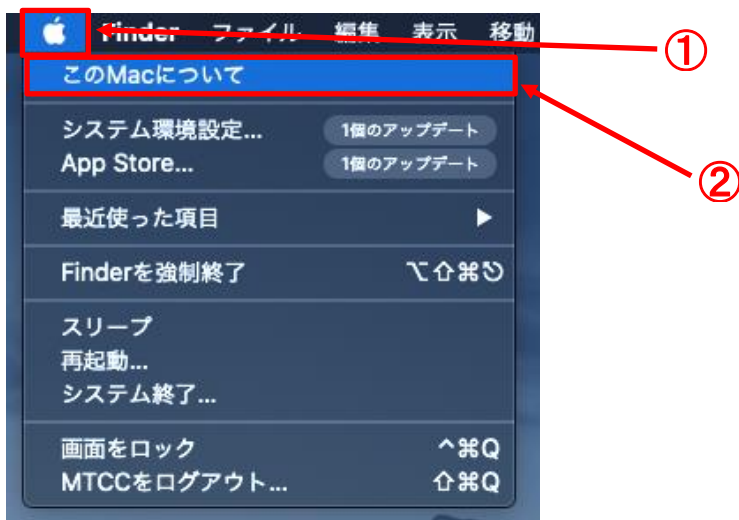 Finder ファイル 編集 表示 移動
①
このMacについて
②
システム環境設定... 1個のアップデート
App Store... 1個のアップデート
最近使った項目 ▶
Finderを強制終了 ⌥⇧⌘⎋
スリープ
再起動...
システム終了...
画面をロック ^⌘Q
MTCCをログアウト... ⇧⌘Q